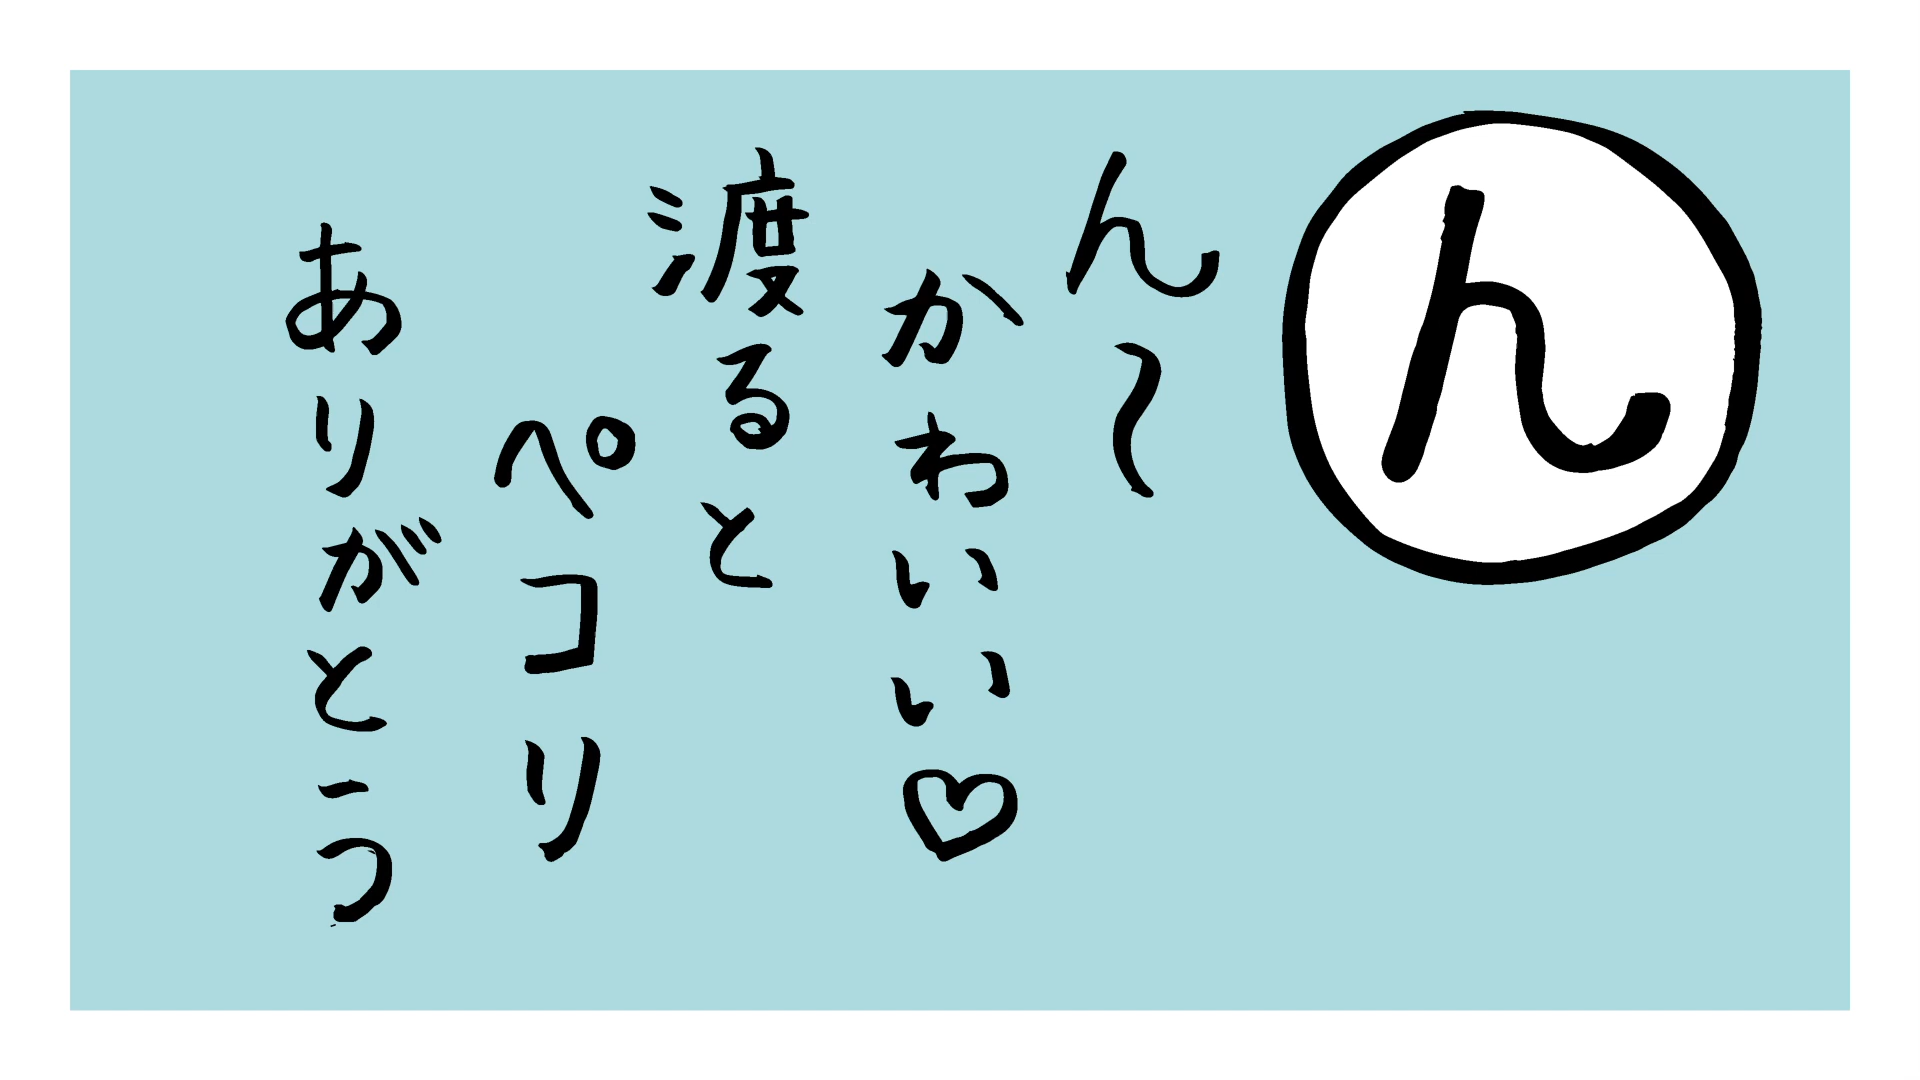 ん
ん〜
かわいい♡
渡ると
ペコリ
ありがとう